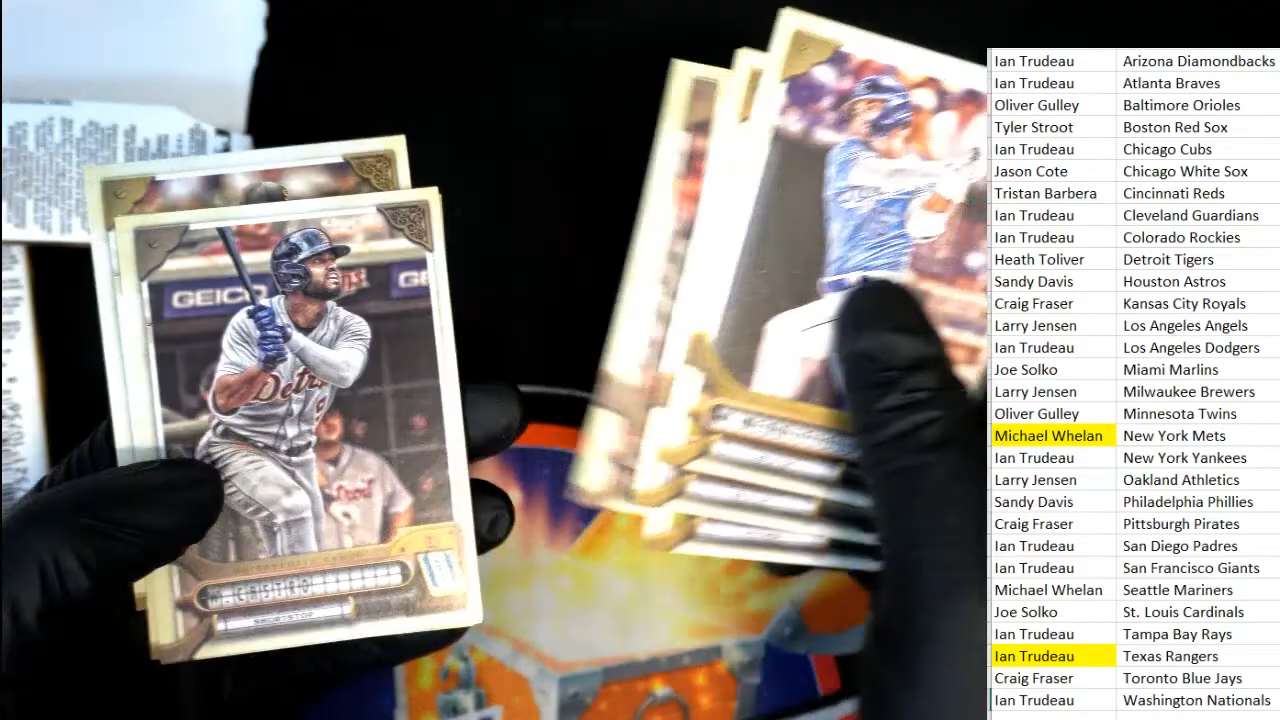 GEICO
GE
Detr
W. CASTRO
SHORTSTOP
Ian Trudeau Arizona Diamondbacks
Ian Trudeau Atlanta Braves
Oliver Gulley Baltimore Orioles
Tyler Stroot Boston Red Sox
Ian Trudeau Chicago Cubs
Jason Cote Chicago White Sox
Tristan Barbera Cincinnati Reds
Ian Trudeau Cleveland Guardians
Ian Trudeau Colorado Rockies
Heath Toliver Detroit Tigers
Sandy Davis Houston Astros
Craig Fraser Kansas City Royals
Larry Jensen Los Angeles Angels
Ian Trudeau Los Angeles Dodgers
Joe Solko Miami Marlins
Larry Jensen Milwaukee Brewers
Oliver Gulley Minnesota Twins
Michael Whelan New York Mets
Ian Trudeau New York Yankees
Larry Jensen Oakland Athletics
Sandy Davis Philadelphia Phillies
Craig Fraser Pittsburgh Pirates
Ian Trudeau San Diego Padres
Ian Trudeau San Francisco Giants
Michael Whelan Seattle Mariners
Joe Solko St. Louis Cardinals
Ian Trudeau Tampa Bay Rays
Ian Trudeau Texas Rangers
Craig Fraser Toronto Blue Jays
Ian Trudeau Washington Nationals